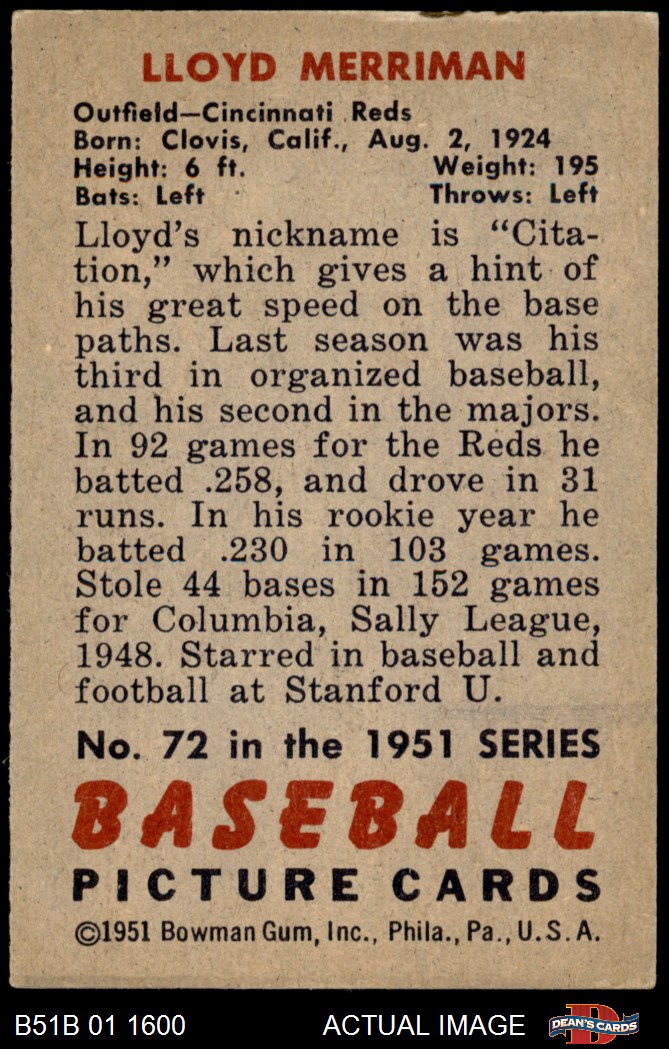 LLOYD MERRIMAN
Outfield—Cincinnati Reds
Born: Clovis, Calif., Aug. 2, 1924
Height: 6 ft. Weight: 195
Bats: Left Throws: Left
Lloyd's nickname is "Cita-
tion," which gives a hint of
his great speed on the base
paths. Last season was his
third in organized baseball,
and his second in the majors.
In 92 games for the Reds he
batted .258, and drove in 31
runs. In his rookie year he
batted .230 in 103 games.
Stole 44 bases in 152 games
for Columbia, Sally League,
1948. Starred in baseball and
football at Stanford U.
No. 72 in the 1951 SERIES
BASEBALL
PICTURE CARDS
©1951 Bowman Gum, Inc., Phila., Pa., U.S.A.
B51B 01 1600 ACTUAL IMAGE D DEAN'S CARDS